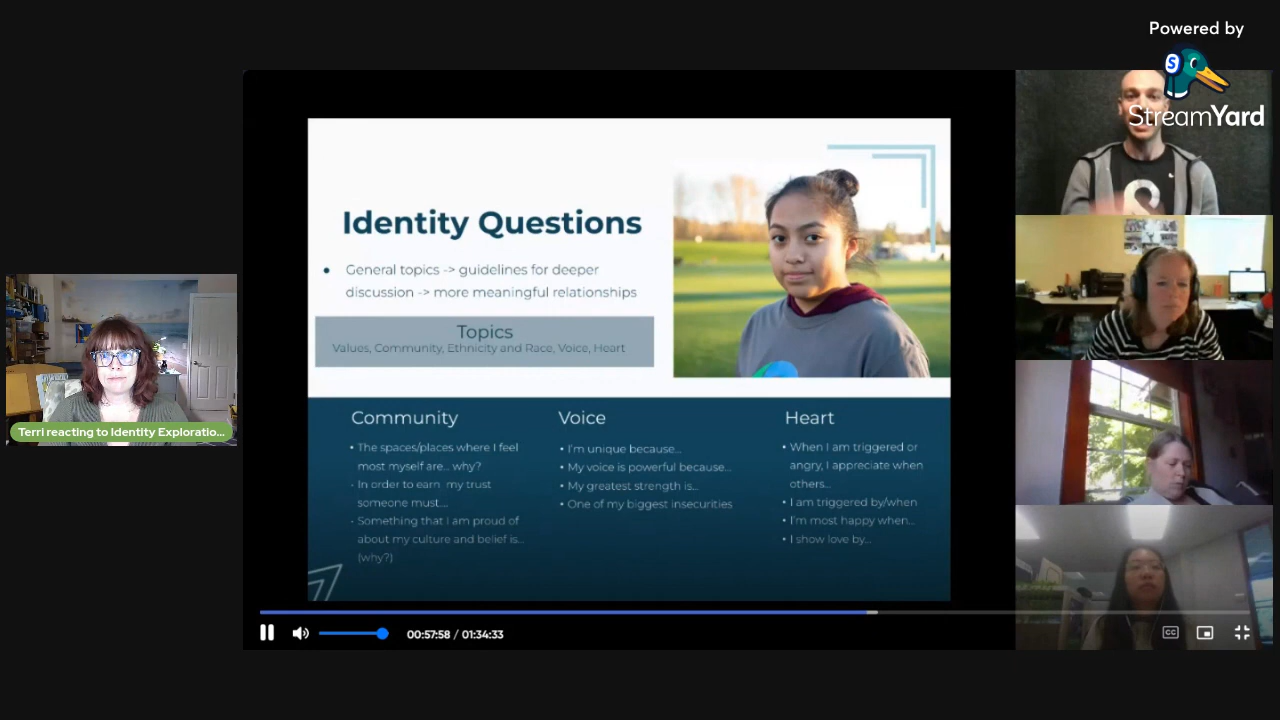 Powered by
S
StreamYard
Identity Questions
• General topics -> guidelines for deeper
discussion -> more meaningful relationships
Topics
Values, Community, Ethnicity and Race, Voice, Heart
Community
• The spaces/places where I feel
most myself are... why?
• In order to earn my trust
someone must...
• Something that I am proud of
about my culture and belief is...
(why?)
Voice
• I'm unique because...
• My voice is powerful because...
• My greatest strength is...
• One of my biggest insecurities
Heart
• When I am triggered or
angry, I appreciate when
others...
• I am triggered by/when
• I'm most happy when...
• I show love by...
Terri reacting to Identity Exploratio...
00:57:58 / 01:34:33
CC